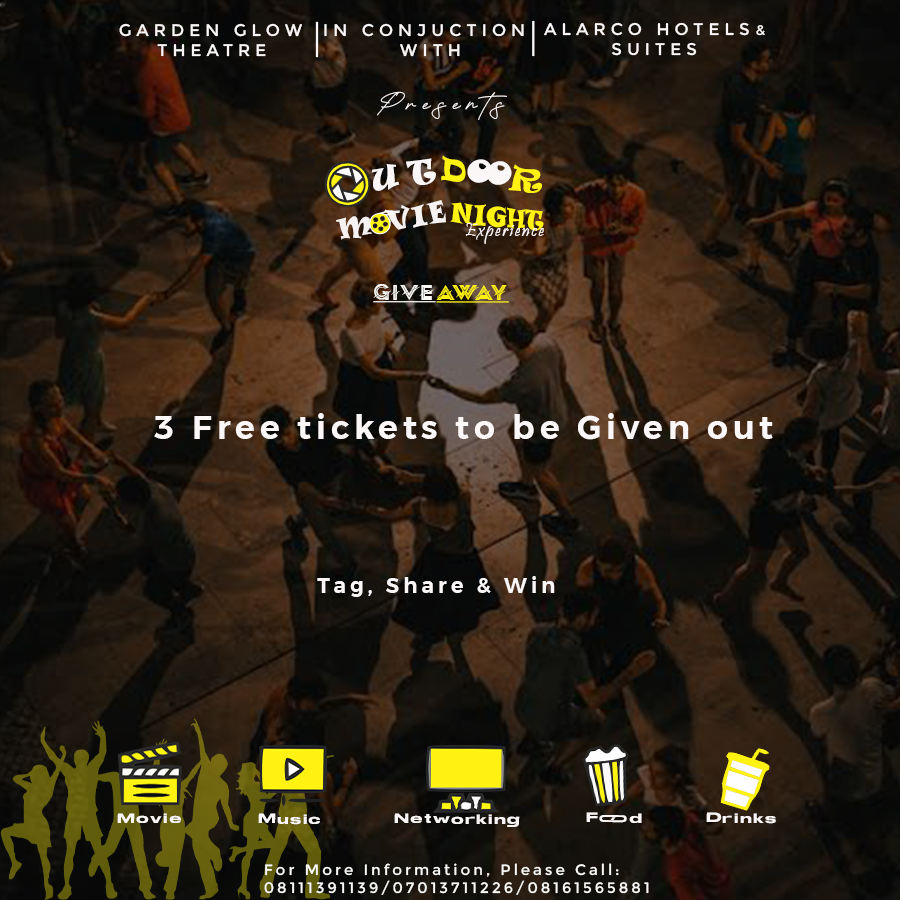 GARDEN GLOW THEATRE
IN CONJUCTION WITH
ALARCO HOTELS& SUITES
Presents
OUTDOOR
MOVIE NIGHT
Experience
GIVEAWAY
3 Free tickets to be Given out
Tag, Share & Win
Movie
Music
Networking
Food
Drinks
For More Information, Please Call:
08111391139/07013711226/08161565881